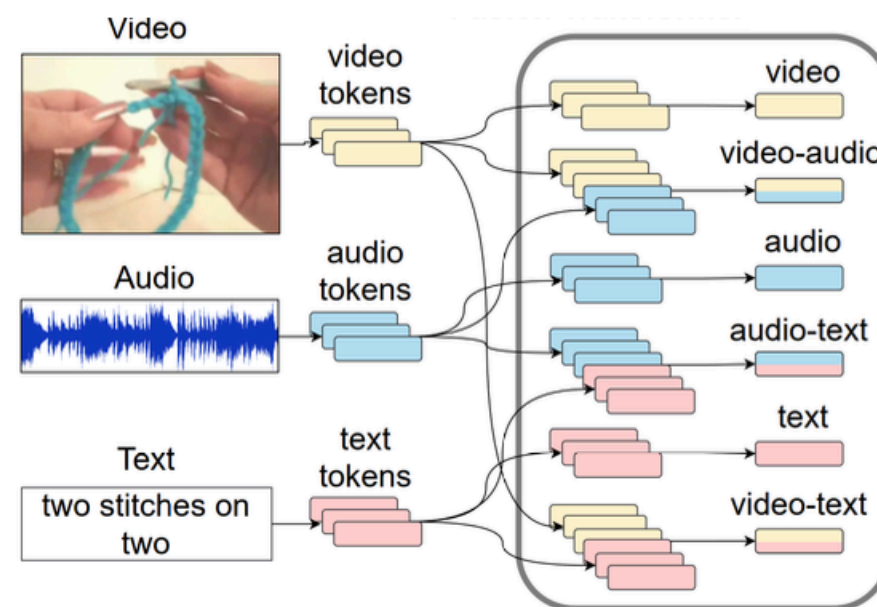 Video
video
tokens
video
video-audio
Audio
audio
tokens
audio
audio-text
Text
text
tokens
text
two stitches on
two
video-text